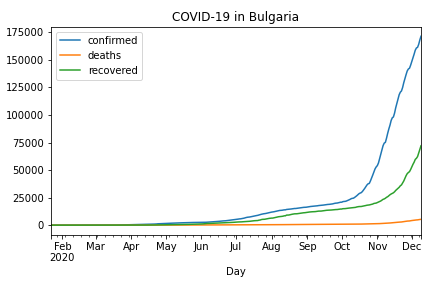 COVID-19 in Bulgaria
175000
150000
125000
100000
75000
50000
25000
0
confirmed
deaths
recovered
Feb Mar Apr May Jun Jul Aug Sep Oct Nov Dec
2020
Day